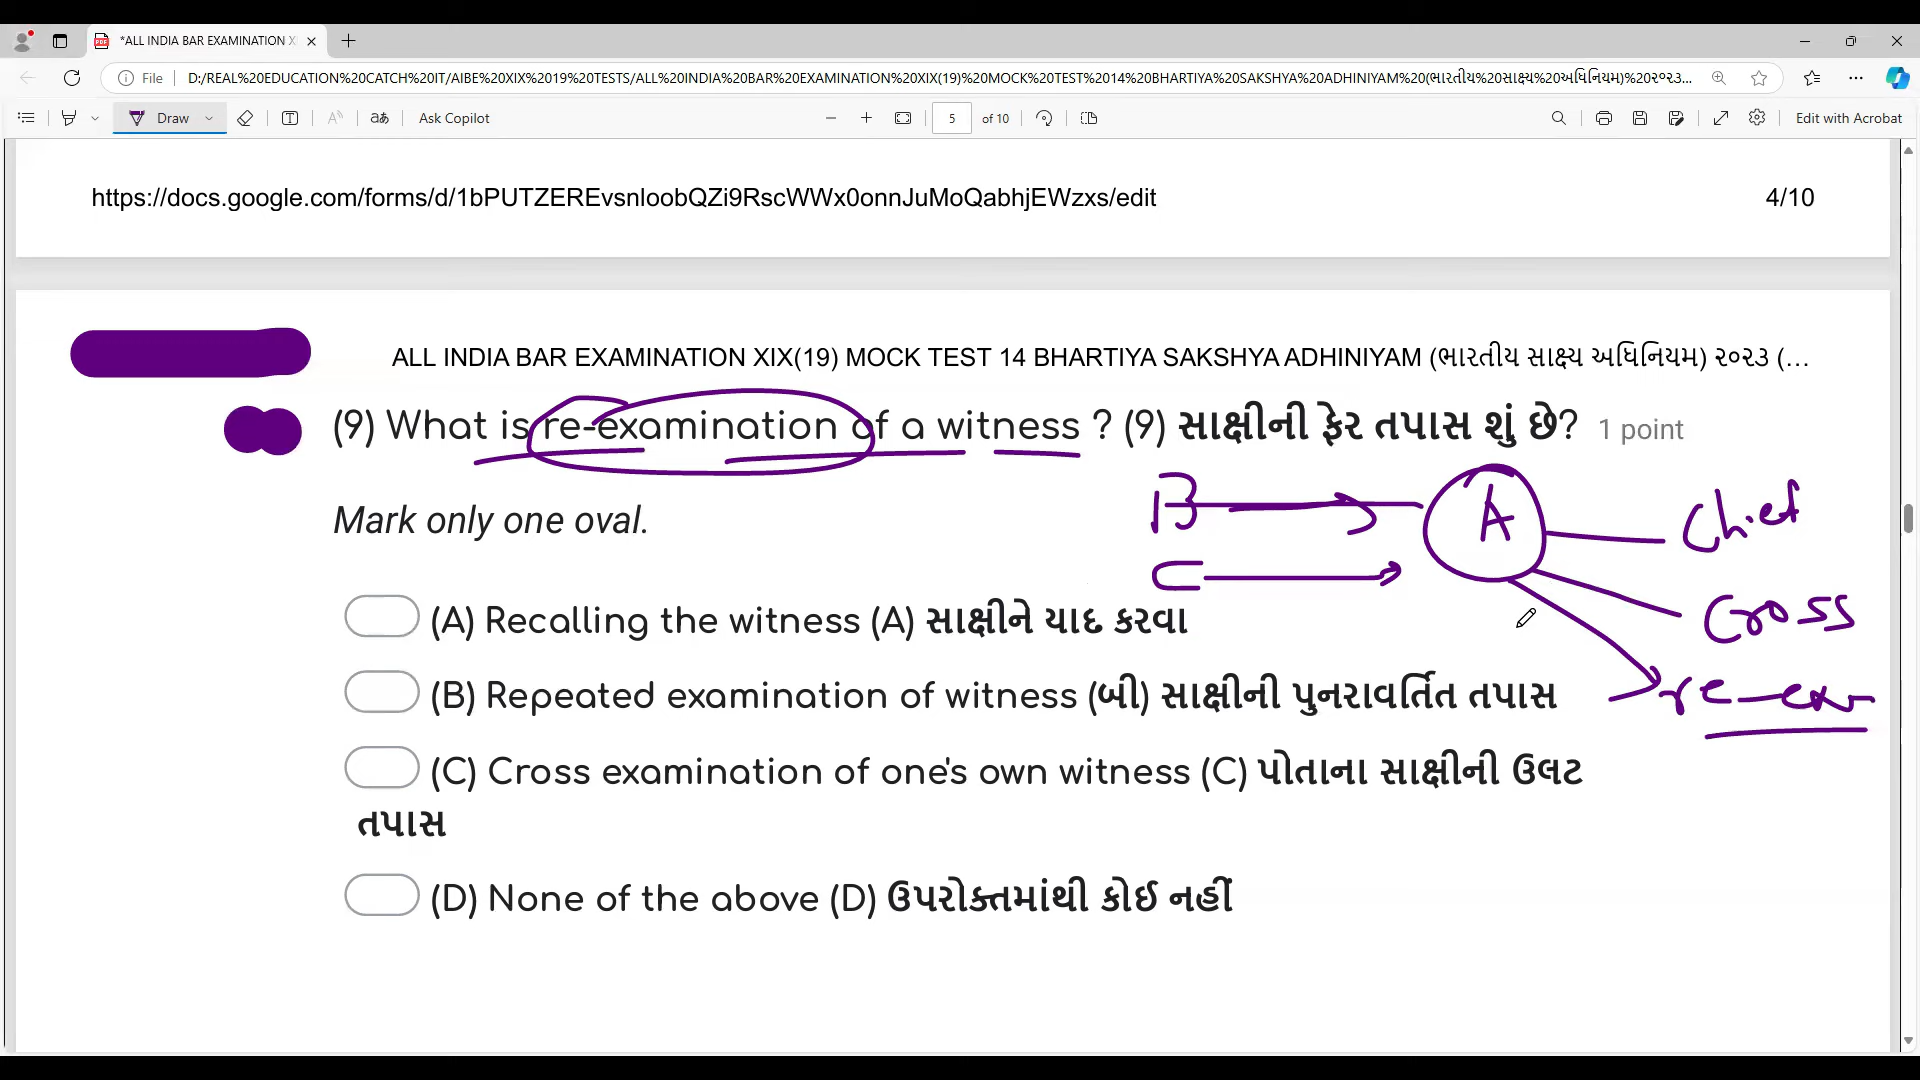 *ALL INDIA BAR EXAMINATION X
File D:/REAL%20EDUCATION%20CATCH%20IT/AIBE%20XIX%2019%20TESTS/ALL%20INDIA%20BAR%20EXAMINATION%20XIX(19)%20MOCK%20TEST%2014%20BHARTIYA%20SAKSHYA%20ADHINIYAM%20(ભારતીય%20સાક્ષ્ય%20અધિનિયમ)%20૨૦૨૩...
Draw aあ Ask Copilot 5 of 10 Edit with Acrobat
https://docs.google.com/forms/d/1bPUTZEREvsnloobQZi9RscWWx0onnJuMoQabhjEWzxs/edit 4/10
ALL INDIA BAR EXAMINATION XIX(19) MOCK TEST 14 BHARTIYA SAKSHYA ADHINIYAM (ભારતીય સાક્ષ્ય અધિનિયમ) ૨૦૨૩ (...
(9) What is re-examination of a witness ? (9) સાક્ષીની ફેર તપાસ શું છે? 1 point
B A Chief
Mark only one oval.
C Cross
(A) Recalling the witness (A) સાક્ષીને યાદ કરવા
(B) Repeated examination of witness (બી) સાક્ષીની પુનરાવર્તિત તપાસ re-exa
(C) Cross examination of one's own witness (C) પોતાના સાક્ષીની ઉલટ
તપાસ
(D) None of the above (D) ઉપરોક્તમાંથી કોઈ નહીં